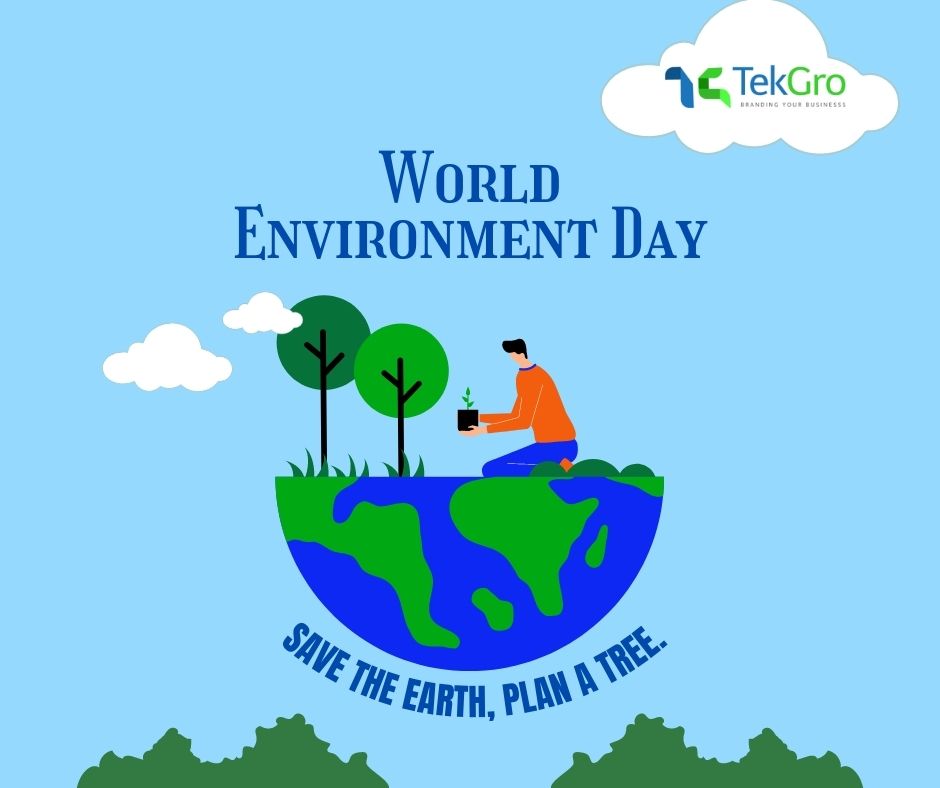 TekGro
BRANDING YOUR BUSINESSS
World
Environment Day
SAVE THE EARTH, PLAN A TREE.